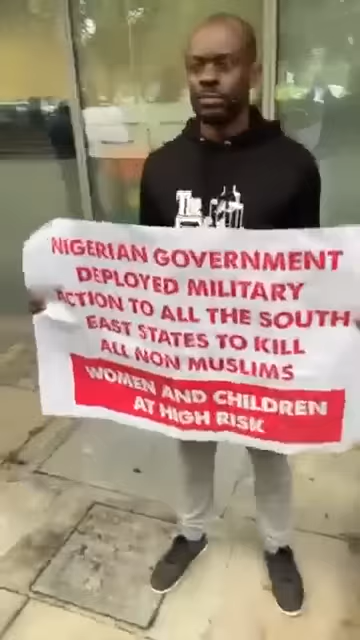 The
NIGERIAN GOVERNMENT
DEPLOYED MILITARY
ACTION TO ALL THE SOUTH
EAST STATES TO KILL
ALL NON MUSLIMS
WOMEN AND CHILDREN
AT HIGH RISK